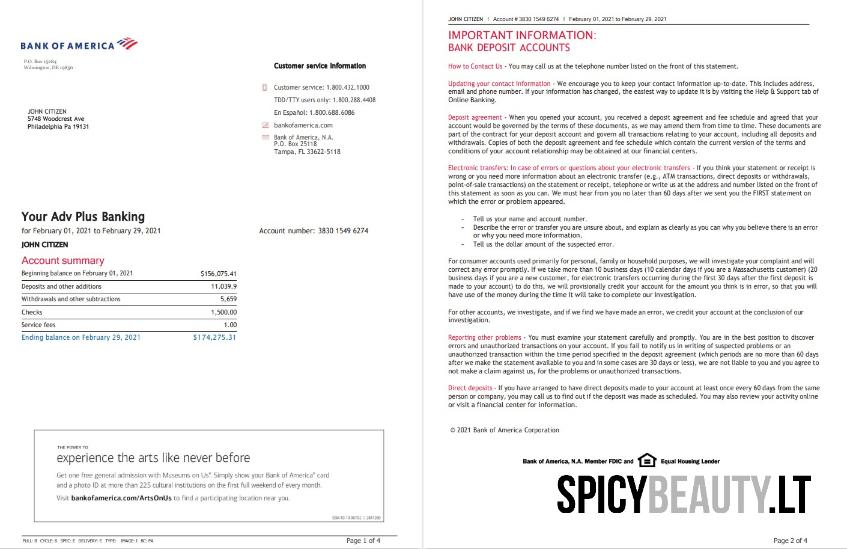 BANK OF AMERICA
P.O. Box 15284
Wilmington, DE 19850
Customer service information
Customer service: 1.800.432.1000
TDD/TTY users only: 1.800.288.4408
En Español: 1.800.688.6086
bankofamerica.com
Bank of America, N.A.
P.O. Box 25118
Tampa, FL 33622-5118
JOHN CITIZEN
5748 Woodcrest Ave
Philadelphia Pa 19131
Your Adv Plus Banking
for February 01, 2021 to February 29, 2021
Account number: 3830 1549 6274
JOHN CITIZEN
Account summary
Beginning balance on February 01, 2021 $156,075.41
Deposits and other additions 11,039.9
Withdrawals and other subtractions 5,659
Checks 1,500.00
Service fees 1.00
Ending balance on February 29, 2021 $174,275.31
THE POWER TO
experience the arts like never before
Get one free general admission with Museums on Us® Simply show your Bank of America® card
and a photo ID at more than 225 cultural institutions on the first full weekend of every month.
Visit bankofamerica.com/ArtsOnUs to find a participating location near you.
Page 1 of 4
JOHN CITIZEN | Account # 3830 1549 6274 | February 01, 2021 to February 29, 2021
IMPORTANT INFORMATION:
BANK DEPOSIT ACCOUNTS
How to Contact Us - You may call us at the telephone number listed on the front of this statement.
Updating your contact information - We encourage you to keep your contact information up-to-date. This includes address,
email and phone number. If your information has changed, the easiest way to update it is by visiting the Help & Support tab of
Online Banking.
Deposit agreement - When you opened your account, you received a deposit agreement and fee schedule and agreed that your
account would be governed by the terms of these documents, as we may amend them from time to time. These documents are
part of the contract for your deposit account and govern all transactions relating to your account, including all deposits and
withdrawals. Copies of both the deposit agreement and fee schedule which contain the current version of the terms and
conditions of your account relationship may be obtained at our financial centers.
Electronic transfers: In case of errors or questions about your electronic transfers - If you think your statement or receipt is
wrong or you need more information about an electronic transfer (e.g., ATM transactions, direct deposits or withdrawals,
point-of-sale transactions) on the statement or receipt, telephone or write us at the address and number listed on the front of
this statement as soon as you can. We must hear from you no later than 60 days after we sent you the FIRST statement on
which the error or problem appeared.
- Tell us your name and account number.
- Describe the error or transfer you are unsure about, and explain as clearly as you can why you believe there is an error
or why you need more information.
- Tell us the dollar amount of the suspected error.
For consumer accounts used primarily for personal, family or household purposes, we will investigate your complaint and will
correct any error promptly. If we take more than 10 business days (10 calendar days if you are a Massachusetts customer) (20
business days if you are a new customer, for electronic transfers occurring during the first 30 days after the first deposit is
made to your account) to do this, we will provisionally credit your account for the amount you think is in error, so that you will
have use of the money during the time it will take to complete our investigation.
For other accounts, we investigate, and if we find we have made an error, we credit your account at the conclusion of our
investigation.
Reporting other problems - You must examine your statement carefully and promptly. You are in the best position to discover
errors and unauthorized transactions on your account. If you fail to notify us in writing of suspected problems or an
unauthorized transaction within the time period specified in the deposit agreement (which periods are no more than 60 days
after we make the statement available to you and in some cases are 30 days or less), we are not liable to you and you agree to
not make a claim against us, for the problems or unauthorized transactions.
Direct deposits - If you have arranged to have direct deposits made to your account at least once every 60 days from the same
person or company, you may call us to find out if the deposit was made as scheduled. You may also review your activity online
or visit a financial center for information.
© 2021 Bank of America Corporation
Bank of America, N.A. Member FDIC and Equal Housing Lender
SPICYBEAUTY.LT
Page 2 of 4